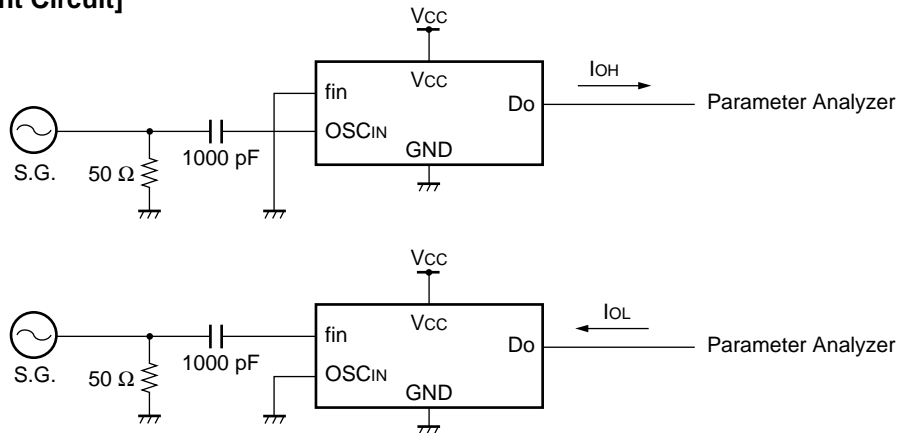 nt Circuit]
VCC
VCC
fin
IOH
Do
Parameter Analyzer
OSCIN
S.G.
50 Ω
1000 pF
GND
VCC
VCC
fin
IOL
Do
Parameter Analyzer
S.G.
50 Ω
1000 pF
OSCIN
GND